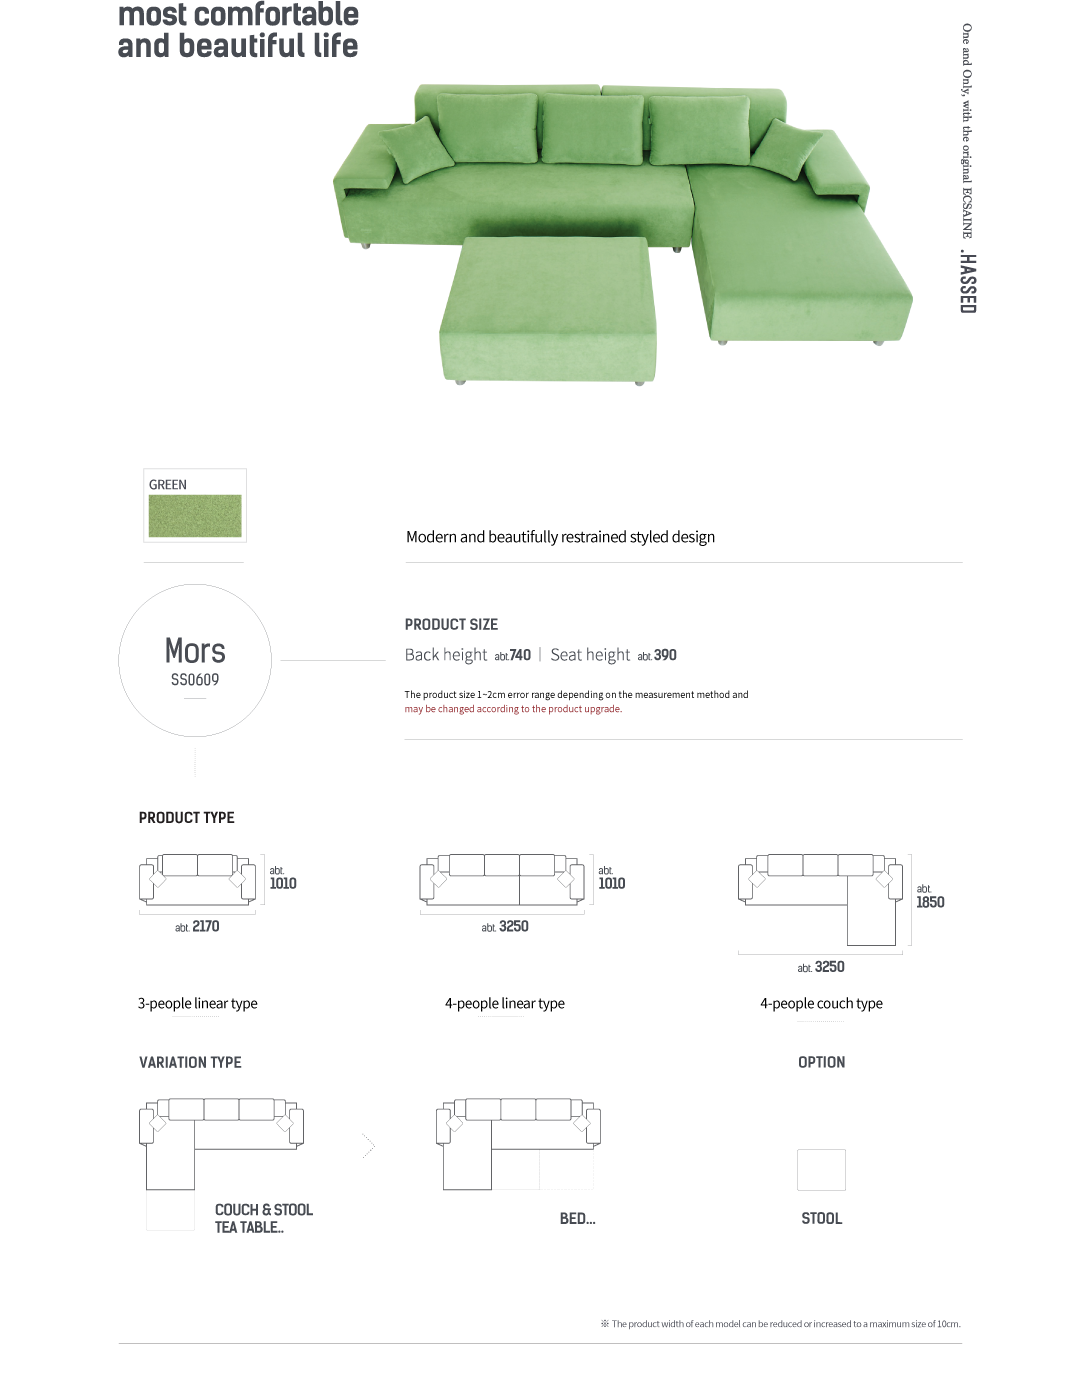 most comfortable
and beautiful life
One and Only, with the original ECSAINE .HASSED
GREEN
Modern and beautifully restrained styled design
Mors
SS0609
PRODUCT SIZE
Back height abt.740 | Seat height abt.390
The product size 1~2cm error range depending on the measurement method and
may be changed according to the product upgrade.
PRODUCT TYPE
abt.
1010
abt. 2170
3-people linear type
abt.
1010
abt. 3250
4-people linear type
abt.
1850
abt. 3250
4-people couch type
VARIATION TYPE
COUCH & STOOL
TEA TABLE..
BED...
OPTION
STOOL
※ The product width of each model can be reduced or increased to a maximum size of 10cm.